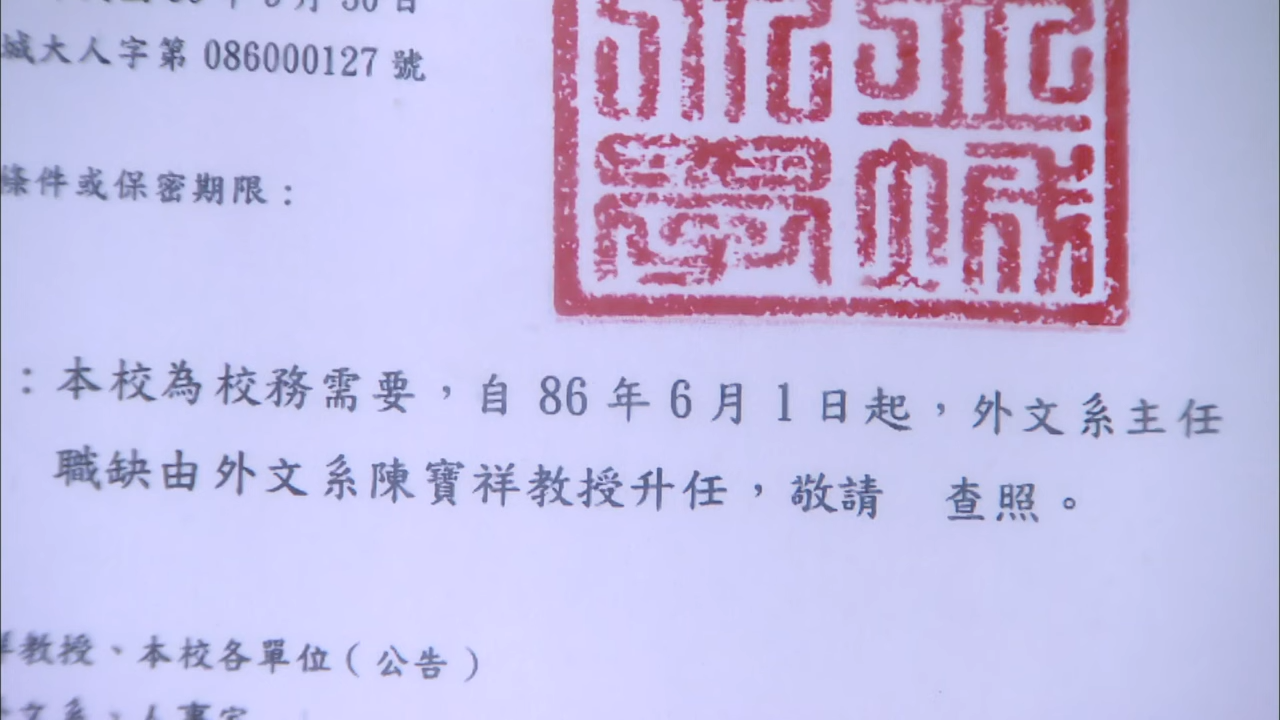 城大人字第 086000127 號
條件或保密期限：
：本校為校務需要，自 86 年 6 月 1 日起，外文系主任
職缺由外文系陳寶祥教授升任，敬請　查照。
教授、本校各單位（公告）